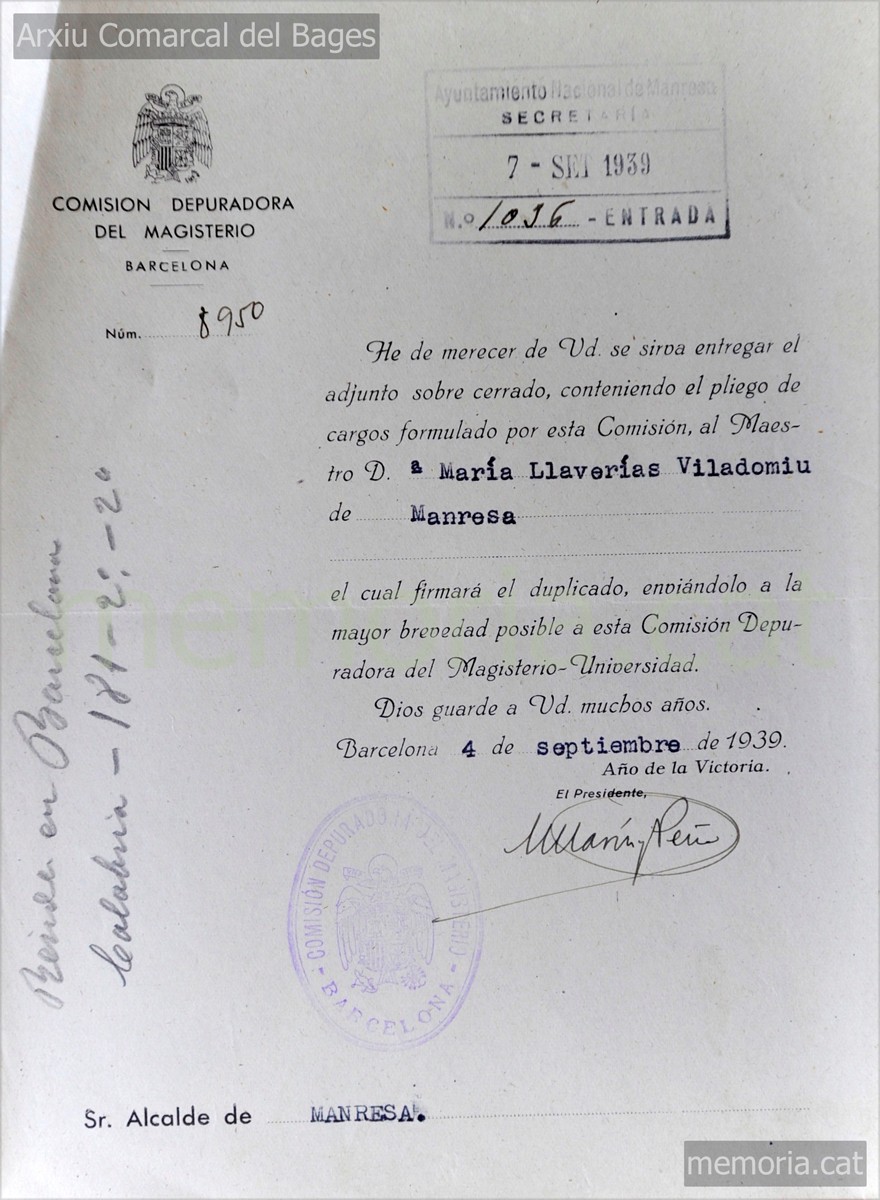 Arxiu Comarcal del Bages
Ayuntamiento Nacional de Manresa
SECRETARÍA
7 - SET 1939
N.º 1036 - ENTRADA
COMISION DEPURADORA
DEL MAGISTERIO
BARCELONA
Núm. 8950
He de merecer de Vd. se sirva entregar el
adjunto sobre cerrado, conteniendo el pliego de
cargos formulado por esta Comisión, al Maes-
tro D. ª María Llaverías Viladomiu
de Manresa
el cual firmará el duplicado, enviándolo a la
mayor brevedad posible a esta Comisión Depu-
radora del Magisterio-Universidad.
Dios guarde a Vd. muchos años.
Barcelona 4 de septiembre de 1939.
Año de la Victoria.
El Presidente,
COMISIÓN DEPURADORA DEL MAGISTERIO
- BARCELONA -
Reside en Barcelona
Calabria - 181 - 2º. - 2ª
memoria.cat
Sr. Alcalde de MANRESA.
memoria.cat